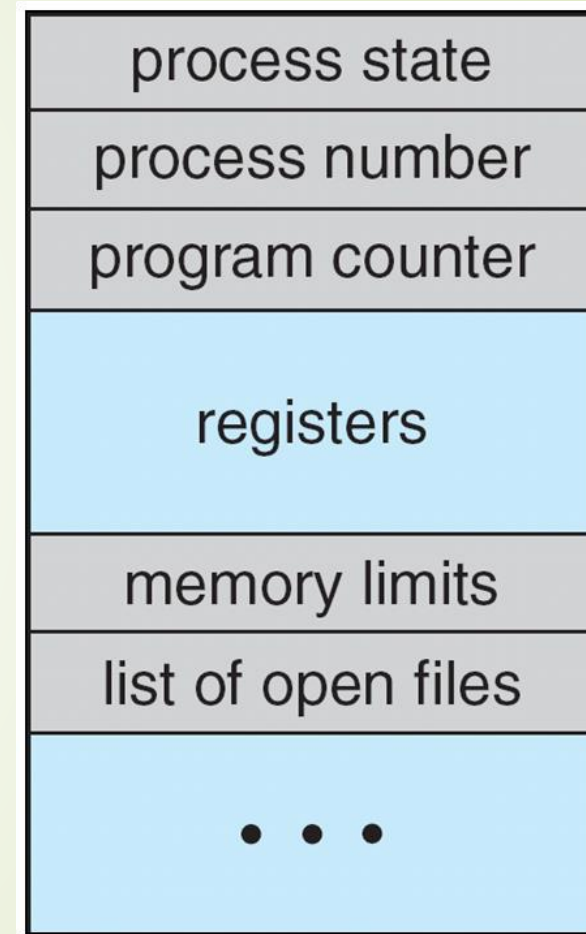 process state
process number
program counter
registers
memory limits
list of open files
• • •